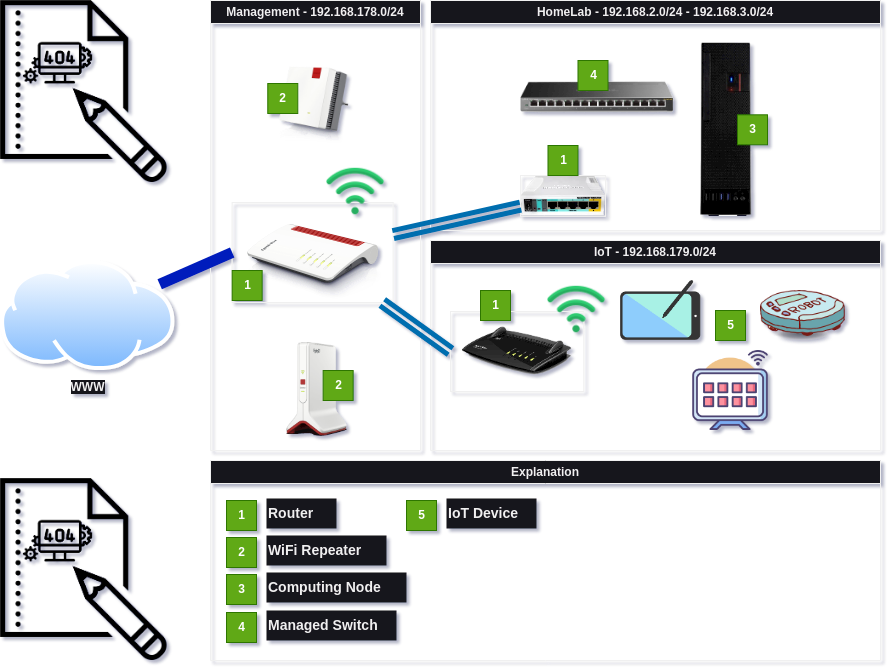 404
Management - 192.168.178.0/24
HomeLab - 192.168.2.0/24 - 192.168.3.0/24
2
4
3
1
1
IoT - 192.168.179.0/24
1
5
ROBOT
2
WWW
Explanation
404
1 Router
5 IoT Device
2 WiFi Repeater
3 Computing Node
4 Managed Switch